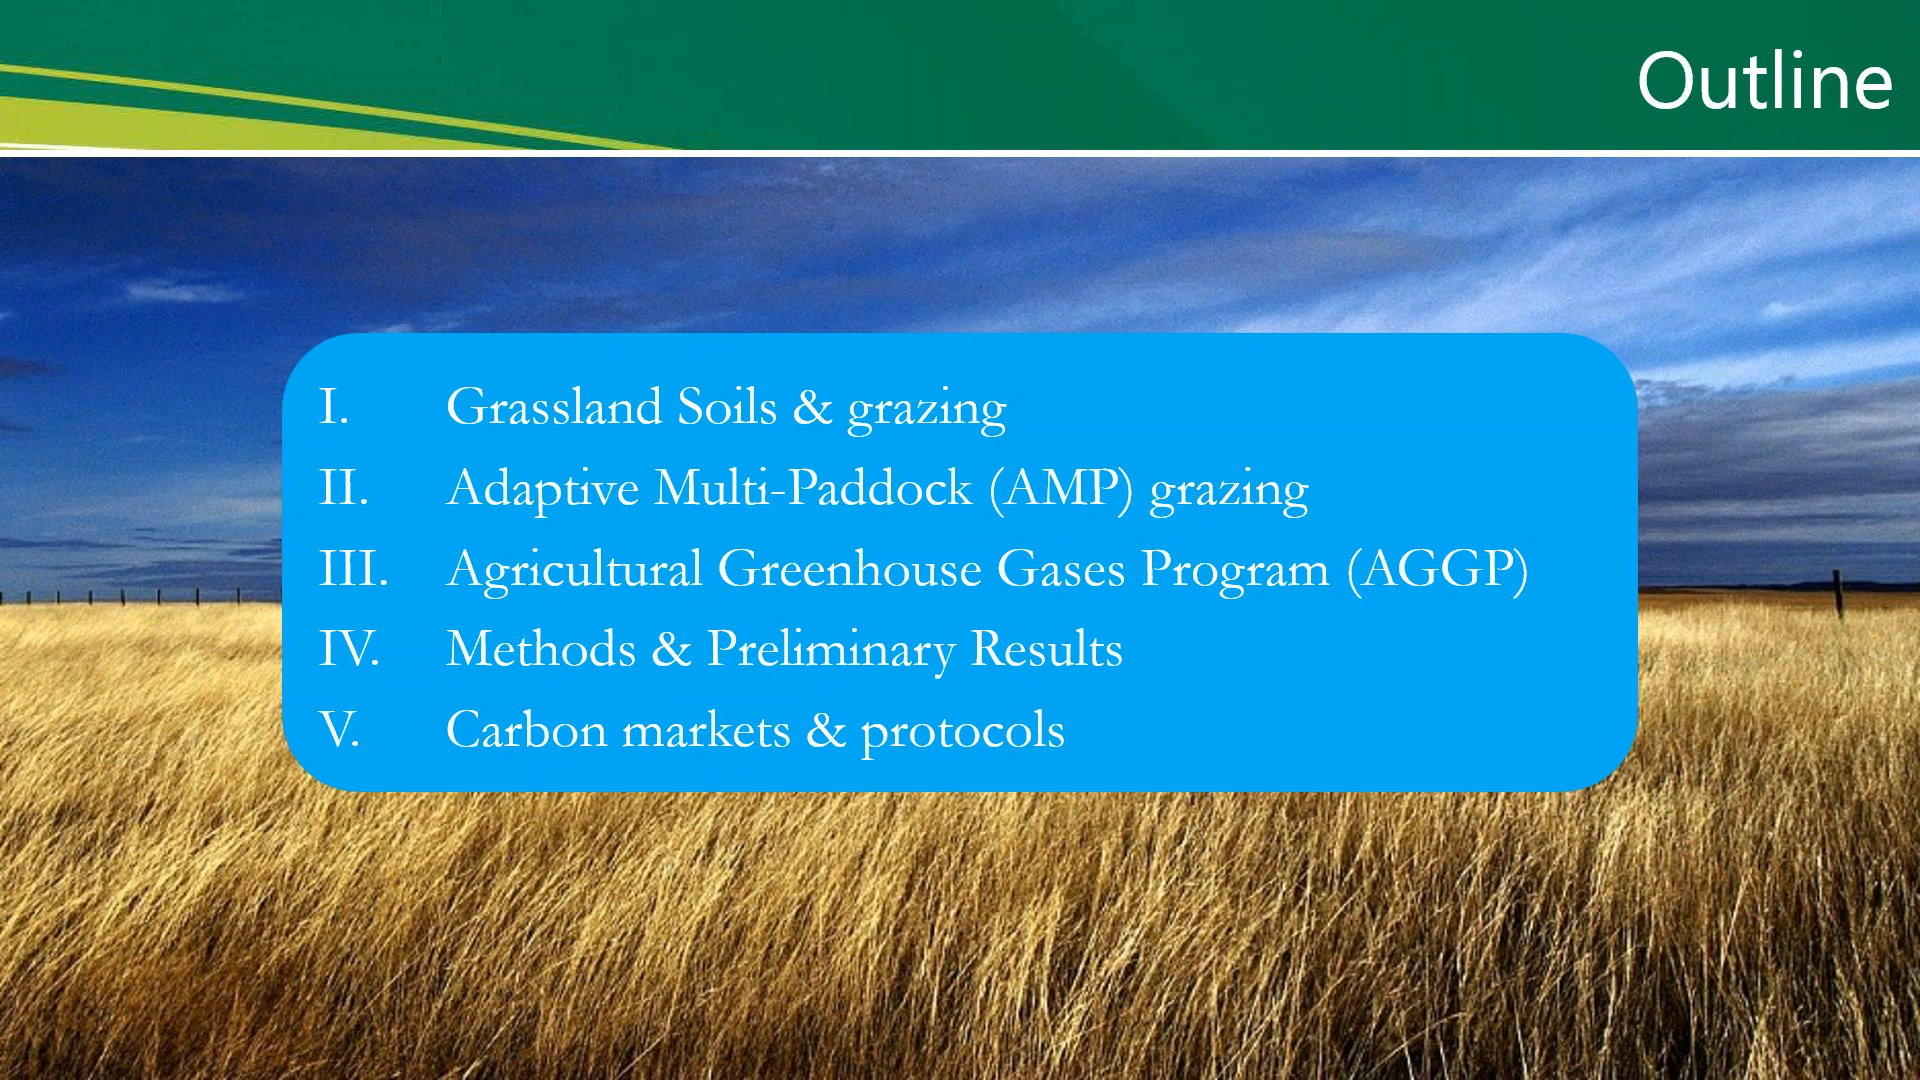 Outline
I. Grassland Soils & grazing
II. Adaptive Multi-Paddock (AMP) grazing
III. Agricultural Greenhouse Gases Program (AGGP)
IV. Methods & Preliminary Results
V. Carbon markets & protocols